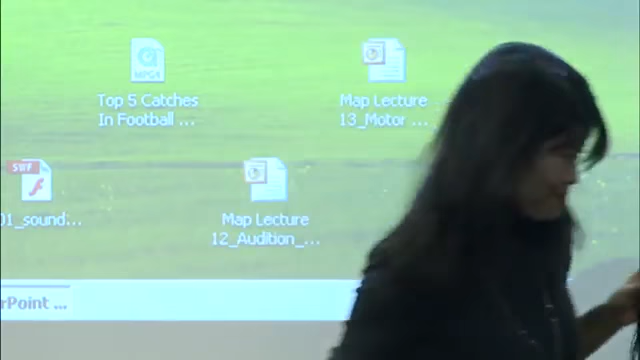 MPG4
Top 5 Catches
In Football ...
Map Lecture
13_Motor ...
SWF
01_sound...
Map Lecture
12_Audition_...
rPoint ...